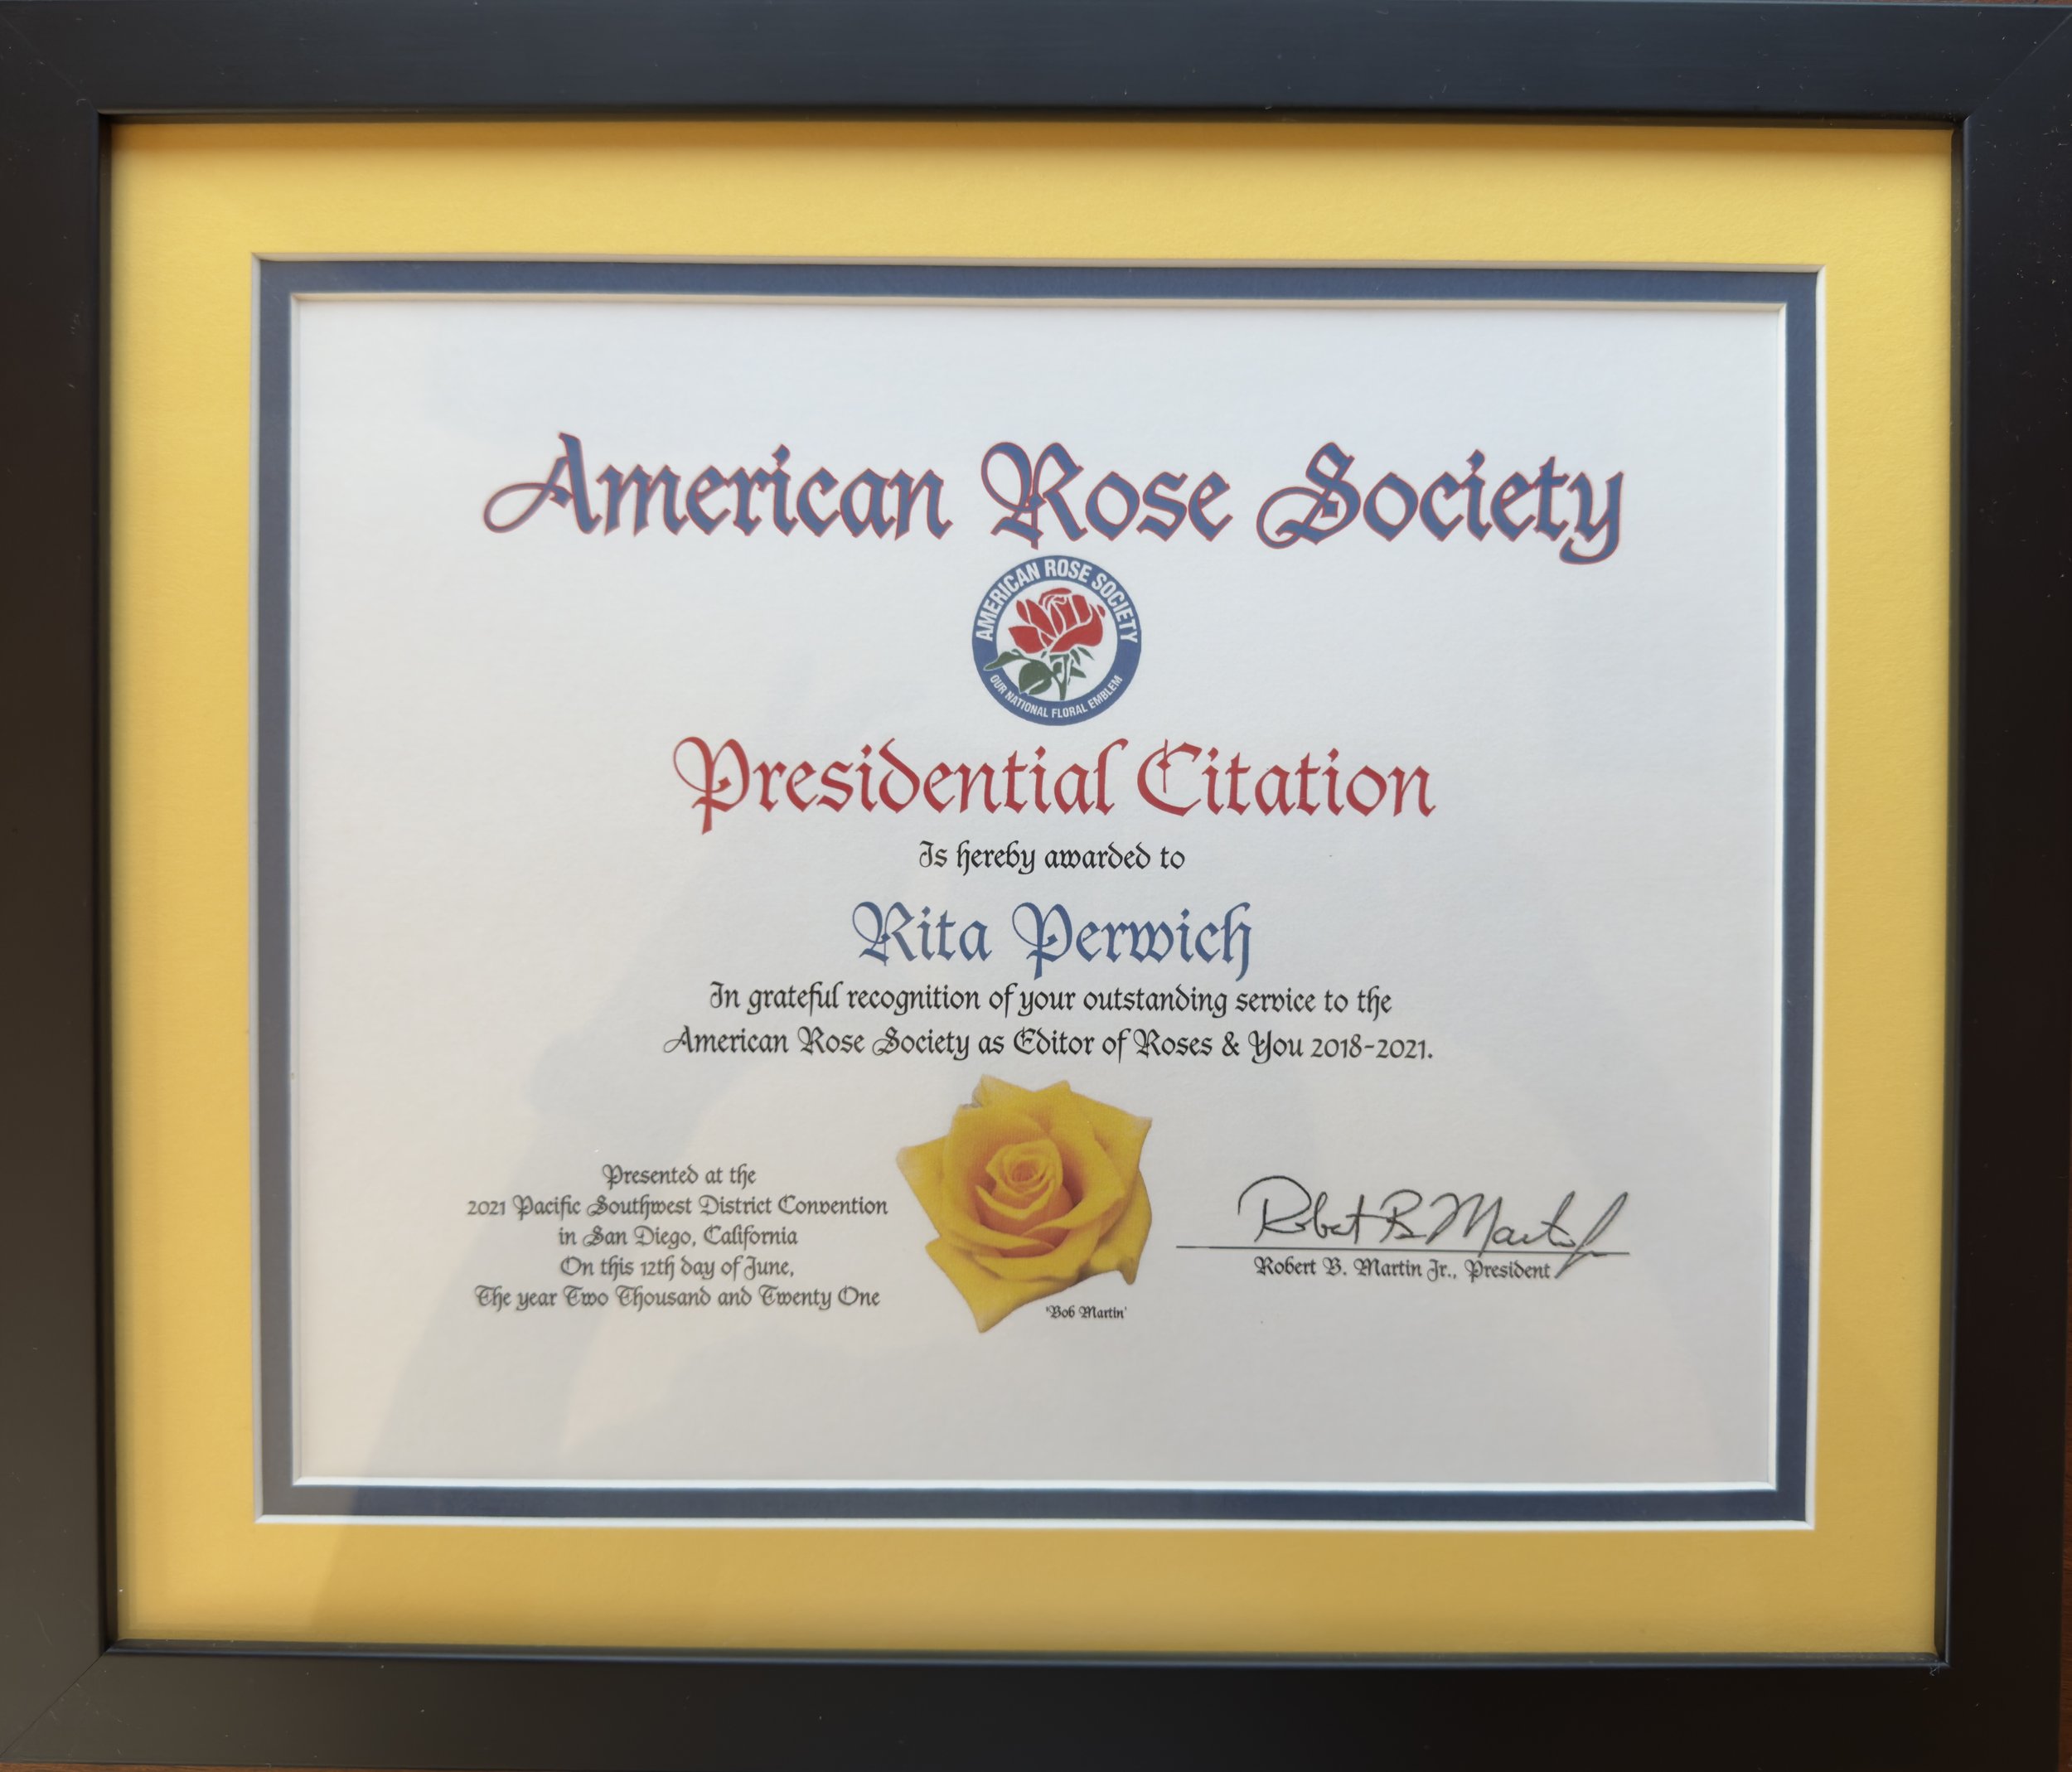 American Rose Society
AMERICAN ROSE SOCIETY
OUR NATIONAL FLORAL EMBLEM
Presidential Citation
Is hereby awarded to
Rita Perwich
In grateful recognition of your outstanding service to the
American Rose Society as Editor of Roses & You 2018-2021.
Presented at the
2021 Pacific Southwest District Convention
in San Diego, California
On this 12th day of June,
The year Two Thousand and Twenty One
'Bob Martin'
Robert B Martin Jr
Robert B. Martin Jr., President